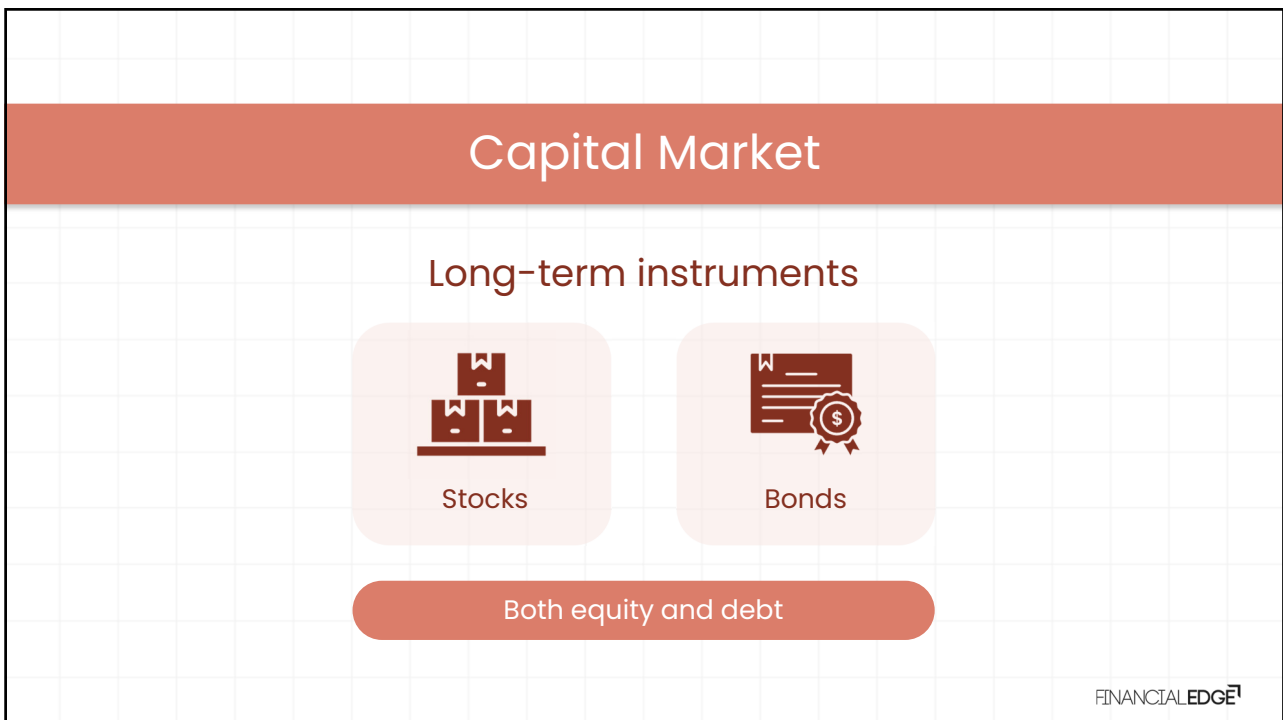 Capital Market
Long-term instruments
Stocks
Bonds
$
Both equity and debt
FINANCIALEDGE